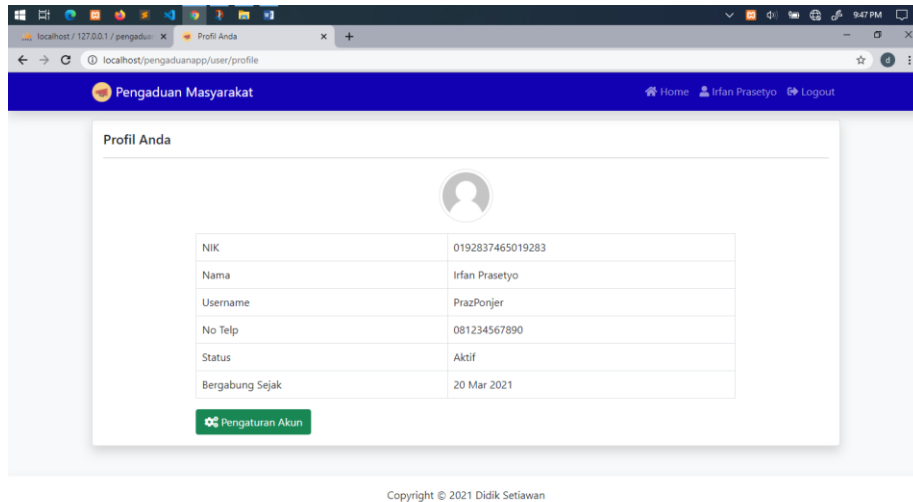 9:47 PM
localhost / 127.0.0.1 / pengaduan
Profil Anda
localhost/pengaduanapp/user/profile
d
Pengaduan Masyarakat
Home Irfan Prasetyo Logout
Profil Anda
NIK 0192837465019283
Nama Irfan Prasetyo
Username PrazPonjer
No Telp 081234567890
Status Aktif
Bergabung Sejak 20 Mar 2021
Pengaturan Akun
Copyright © 2021 Didik Setiawan